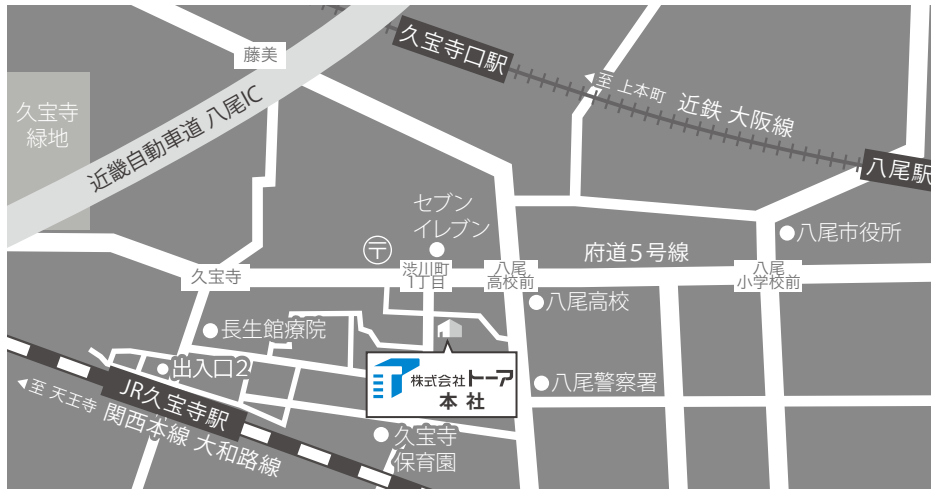 藤美
久宝寺口駅
◀至 上本町
近鉄 大阪線
八尾駅
久宝寺
緑地
近畿自動車道 八尾IC
セブン
イレブン
〒
八尾市役所
府道5号線
久宝寺
渋川町
1丁目
八尾
高校前
八尾
小学校前
八尾高校
長生館療院
出入口2
株式会社トーア
本社
八尾警察署
◀至 天王寺
JR久宝寺駅
関西本線 大和路線
久宝寺
保育園